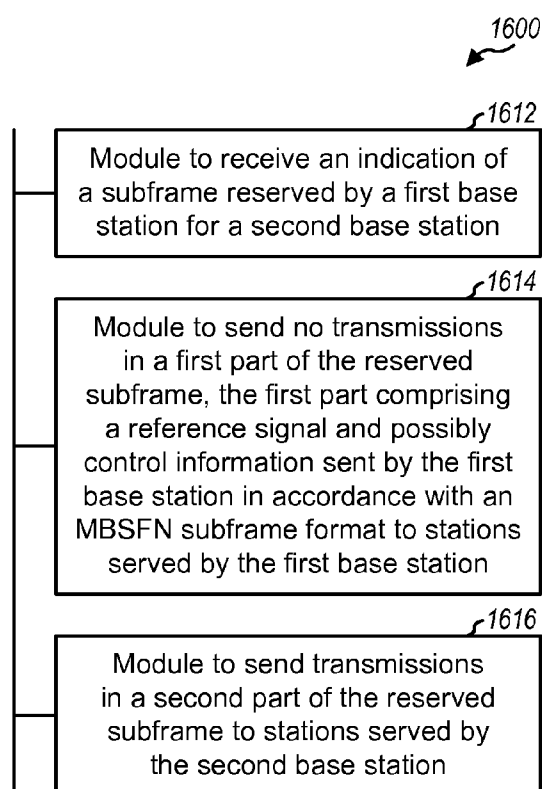 1600
1612
Module to receive an indication of
a subframe reserved by a first base
station for a second base station
1614
Module to send no transmissions
in a first part of the reserved
subframe, the first part comprising
a reference signal and possibly
control information sent by the first
base station in accordance with an
MBSFN subframe format to stations
served by the first base station
1616
Module to send transmissions
in a second part of the reserved
subframe to stations served by
the second base station